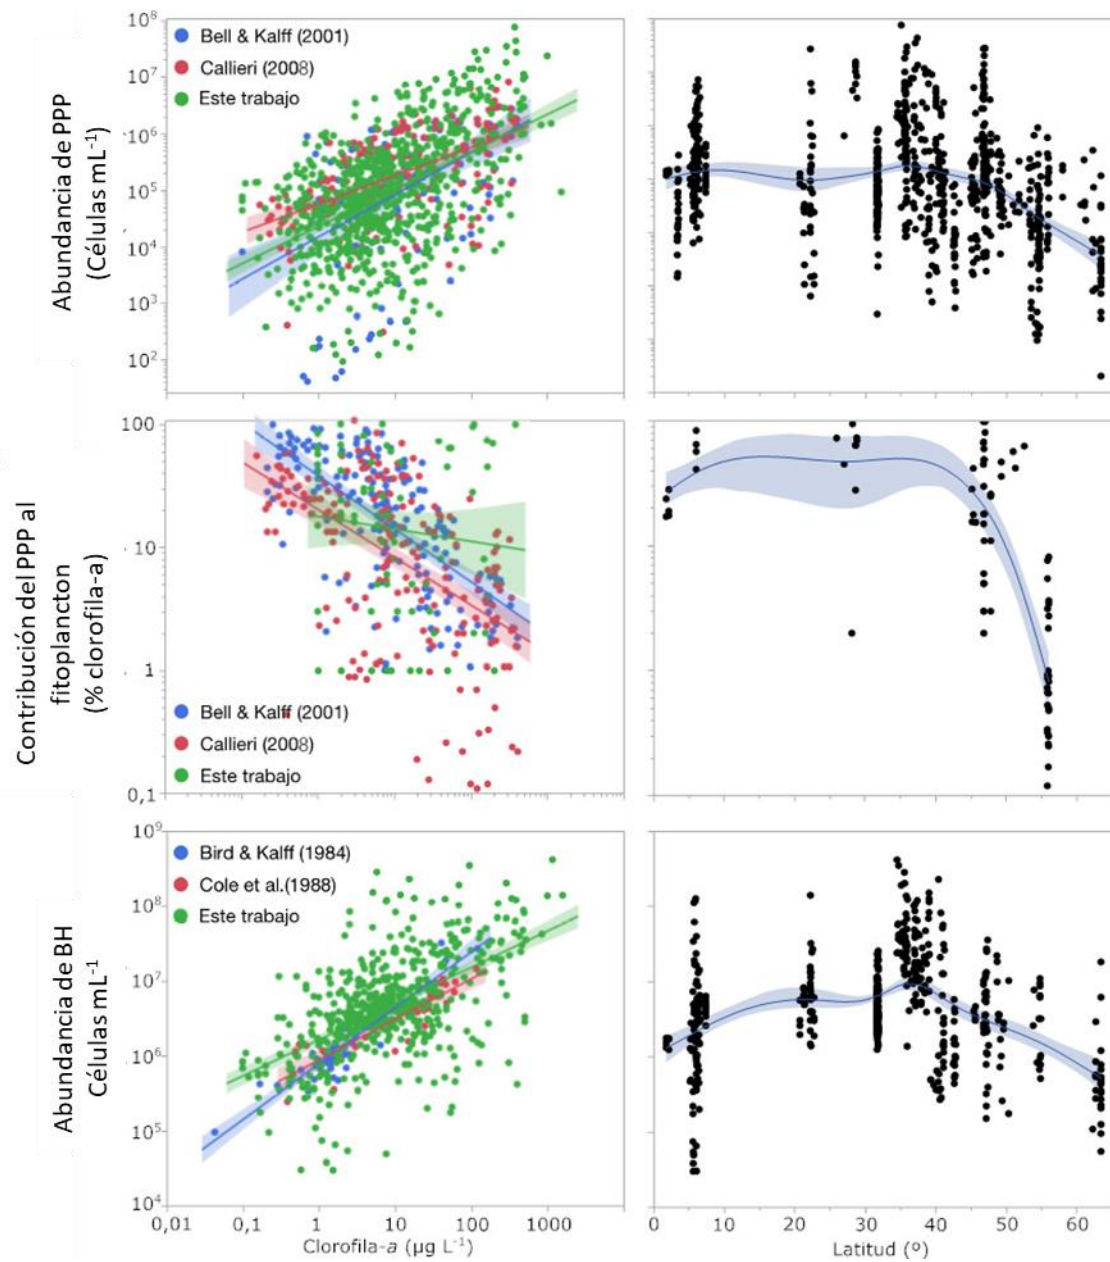 Abundancia de PPP
(Células mL⁻¹)
10⁸
10⁷
10⁶
10⁵
10⁴
10³
10²
Bell & Kalff (2001)
Callieri (2008)
Este trabajo
Contribución del PPP al
fitoplancton
(% clorofila-a)
100
10
1
0,1
Bell & Kalff (2001)
Callieri (2008)
Este trabajo
Abundancia de BH
Células mL⁻¹
10⁹
10⁸
10⁷
10⁶
10⁵
10⁴
Bird & Kalff (1984)
Cole et al.(1988)
Este trabajo
0,01 0,1 1 10 100 1000
Clorofila-a (µg L⁻¹)
0 10 20 30 40 50 60
Latitud (º)